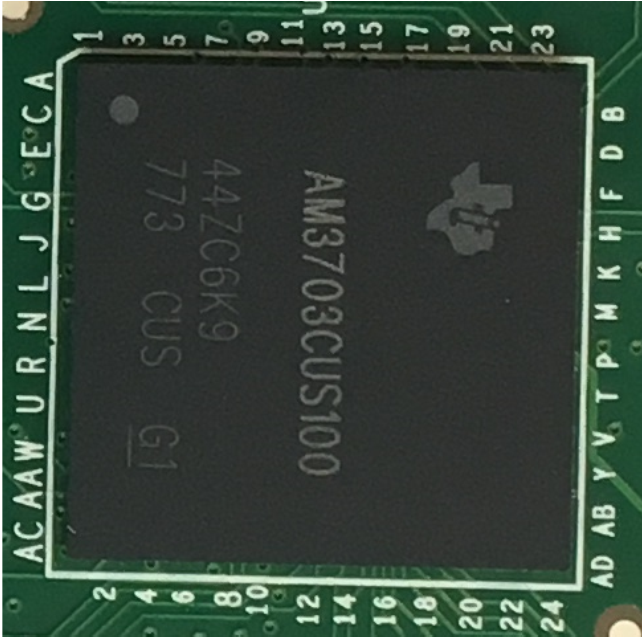 1 3 5 7 9 11 13 15 17 19 21 23
A C E G J L N R U W AA AC
B D F H K M P T V Y AB AD
AM3703CUS100
44ZC6K9
773 CUS G1
2 4 6 8 10 12 14 16 18 20 22 24